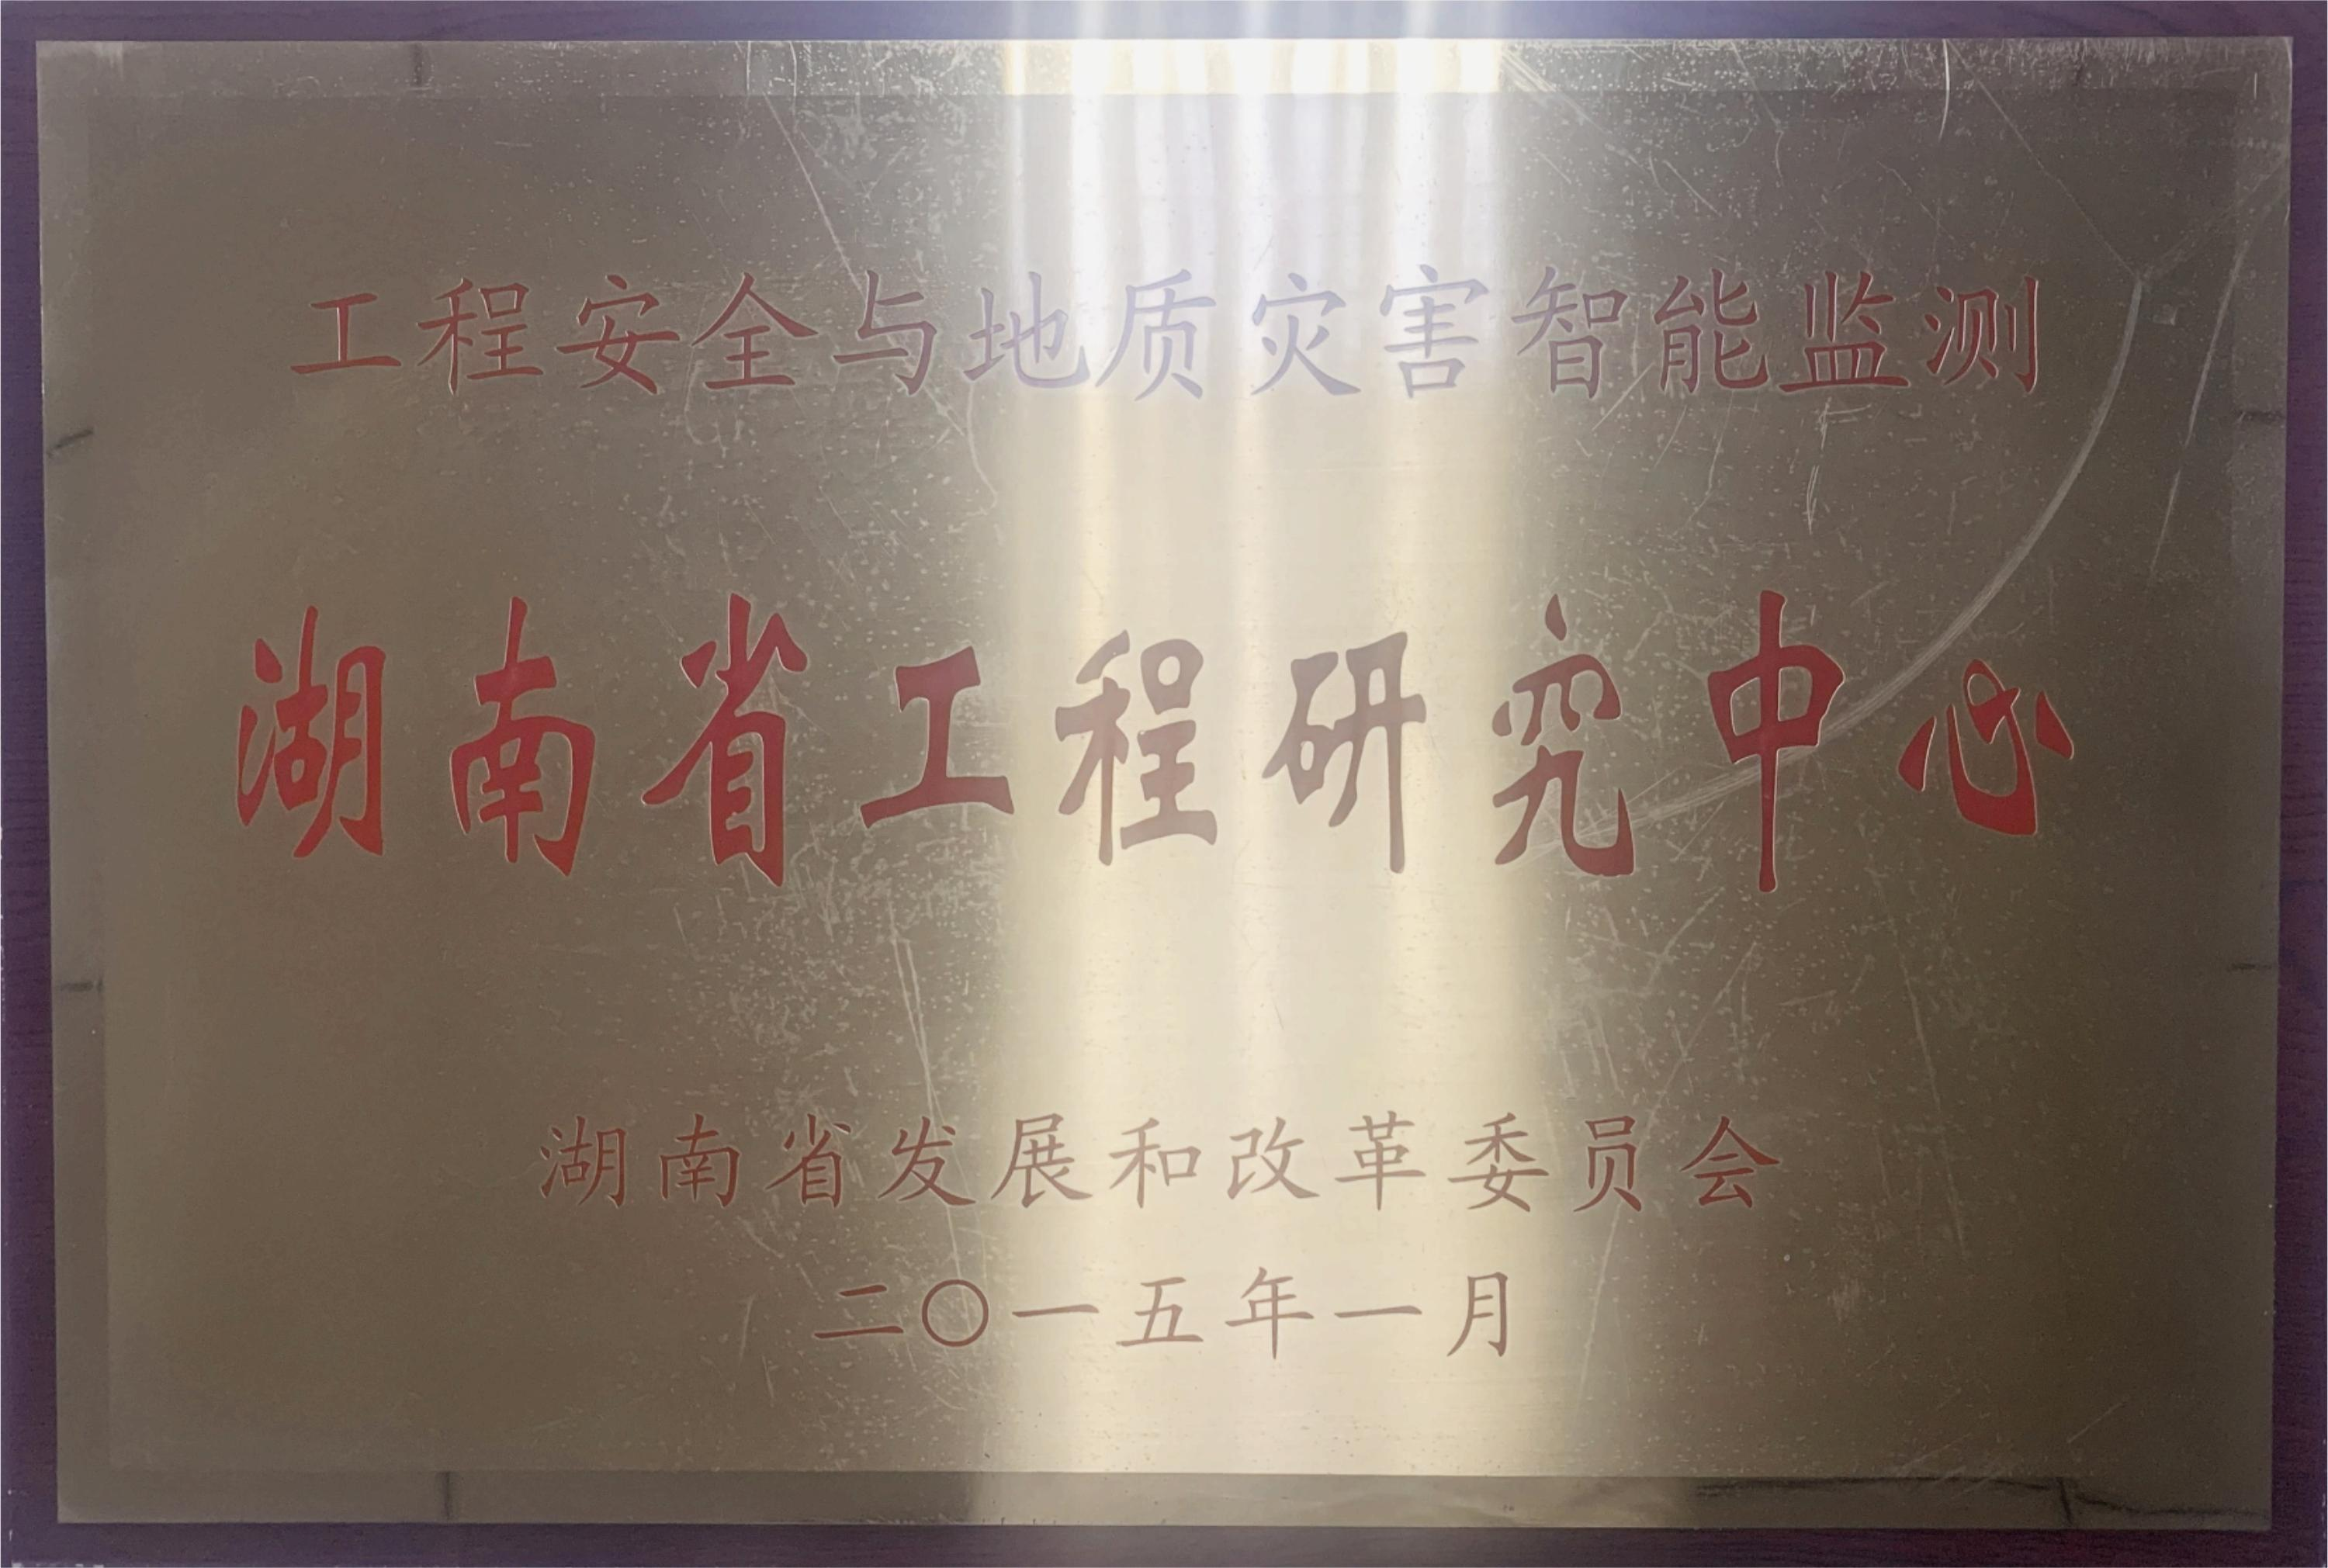 工程安全与地质灾害智能监测
湖南省工程研究中心
湖南省发展和改革委员会
二〇一五年一月